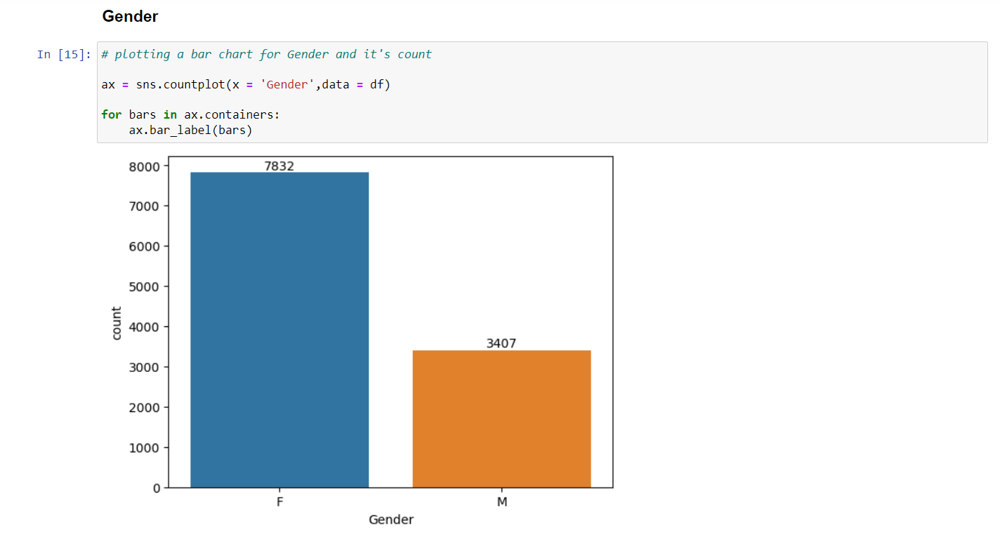 Gender
In [15]: # plotting a bar chart for Gender and it's count
ax = sns.countplot(x = 'Gender',data = df)
for bars in ax.containers:
    ax.bar_label(bars)
8000
7832
7000
6000
5000
4000
3407
3000
2000
1000
0
count
F
M
Gender